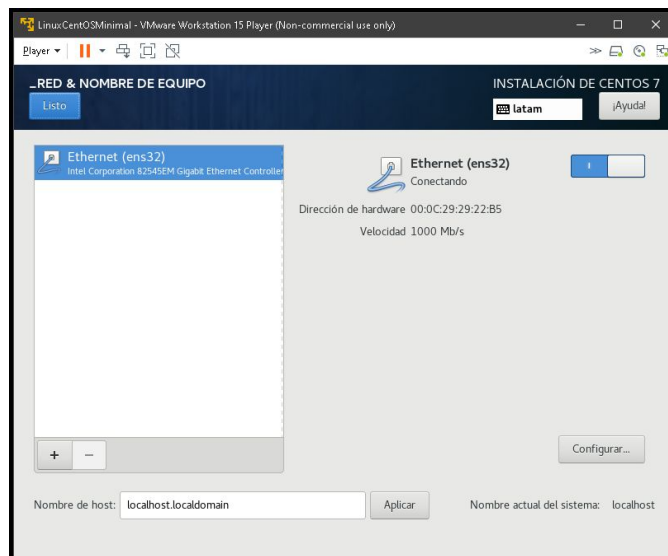 LinuxCentOSMinimal - VMware Workstation 15 Player (Non-commercial use only)
Player
RED & NOMBRE DE EQUIPO
INSTALACIÓN DE CENTOS 7
Listo
latam
¡Ayuda!
Ethernet (ens32)
Intel Corporation 82545EM Gigabit Ethernet Controller
Ethernet (ens32)
Conectando
Dirección de hardware 00:0C:29:29:22:B5
Velocidad 1000 Mb/s
+ −
Configurar...
Nombre de host: localhost.localdomain Aplicar Nombre actual del sistema: localhost